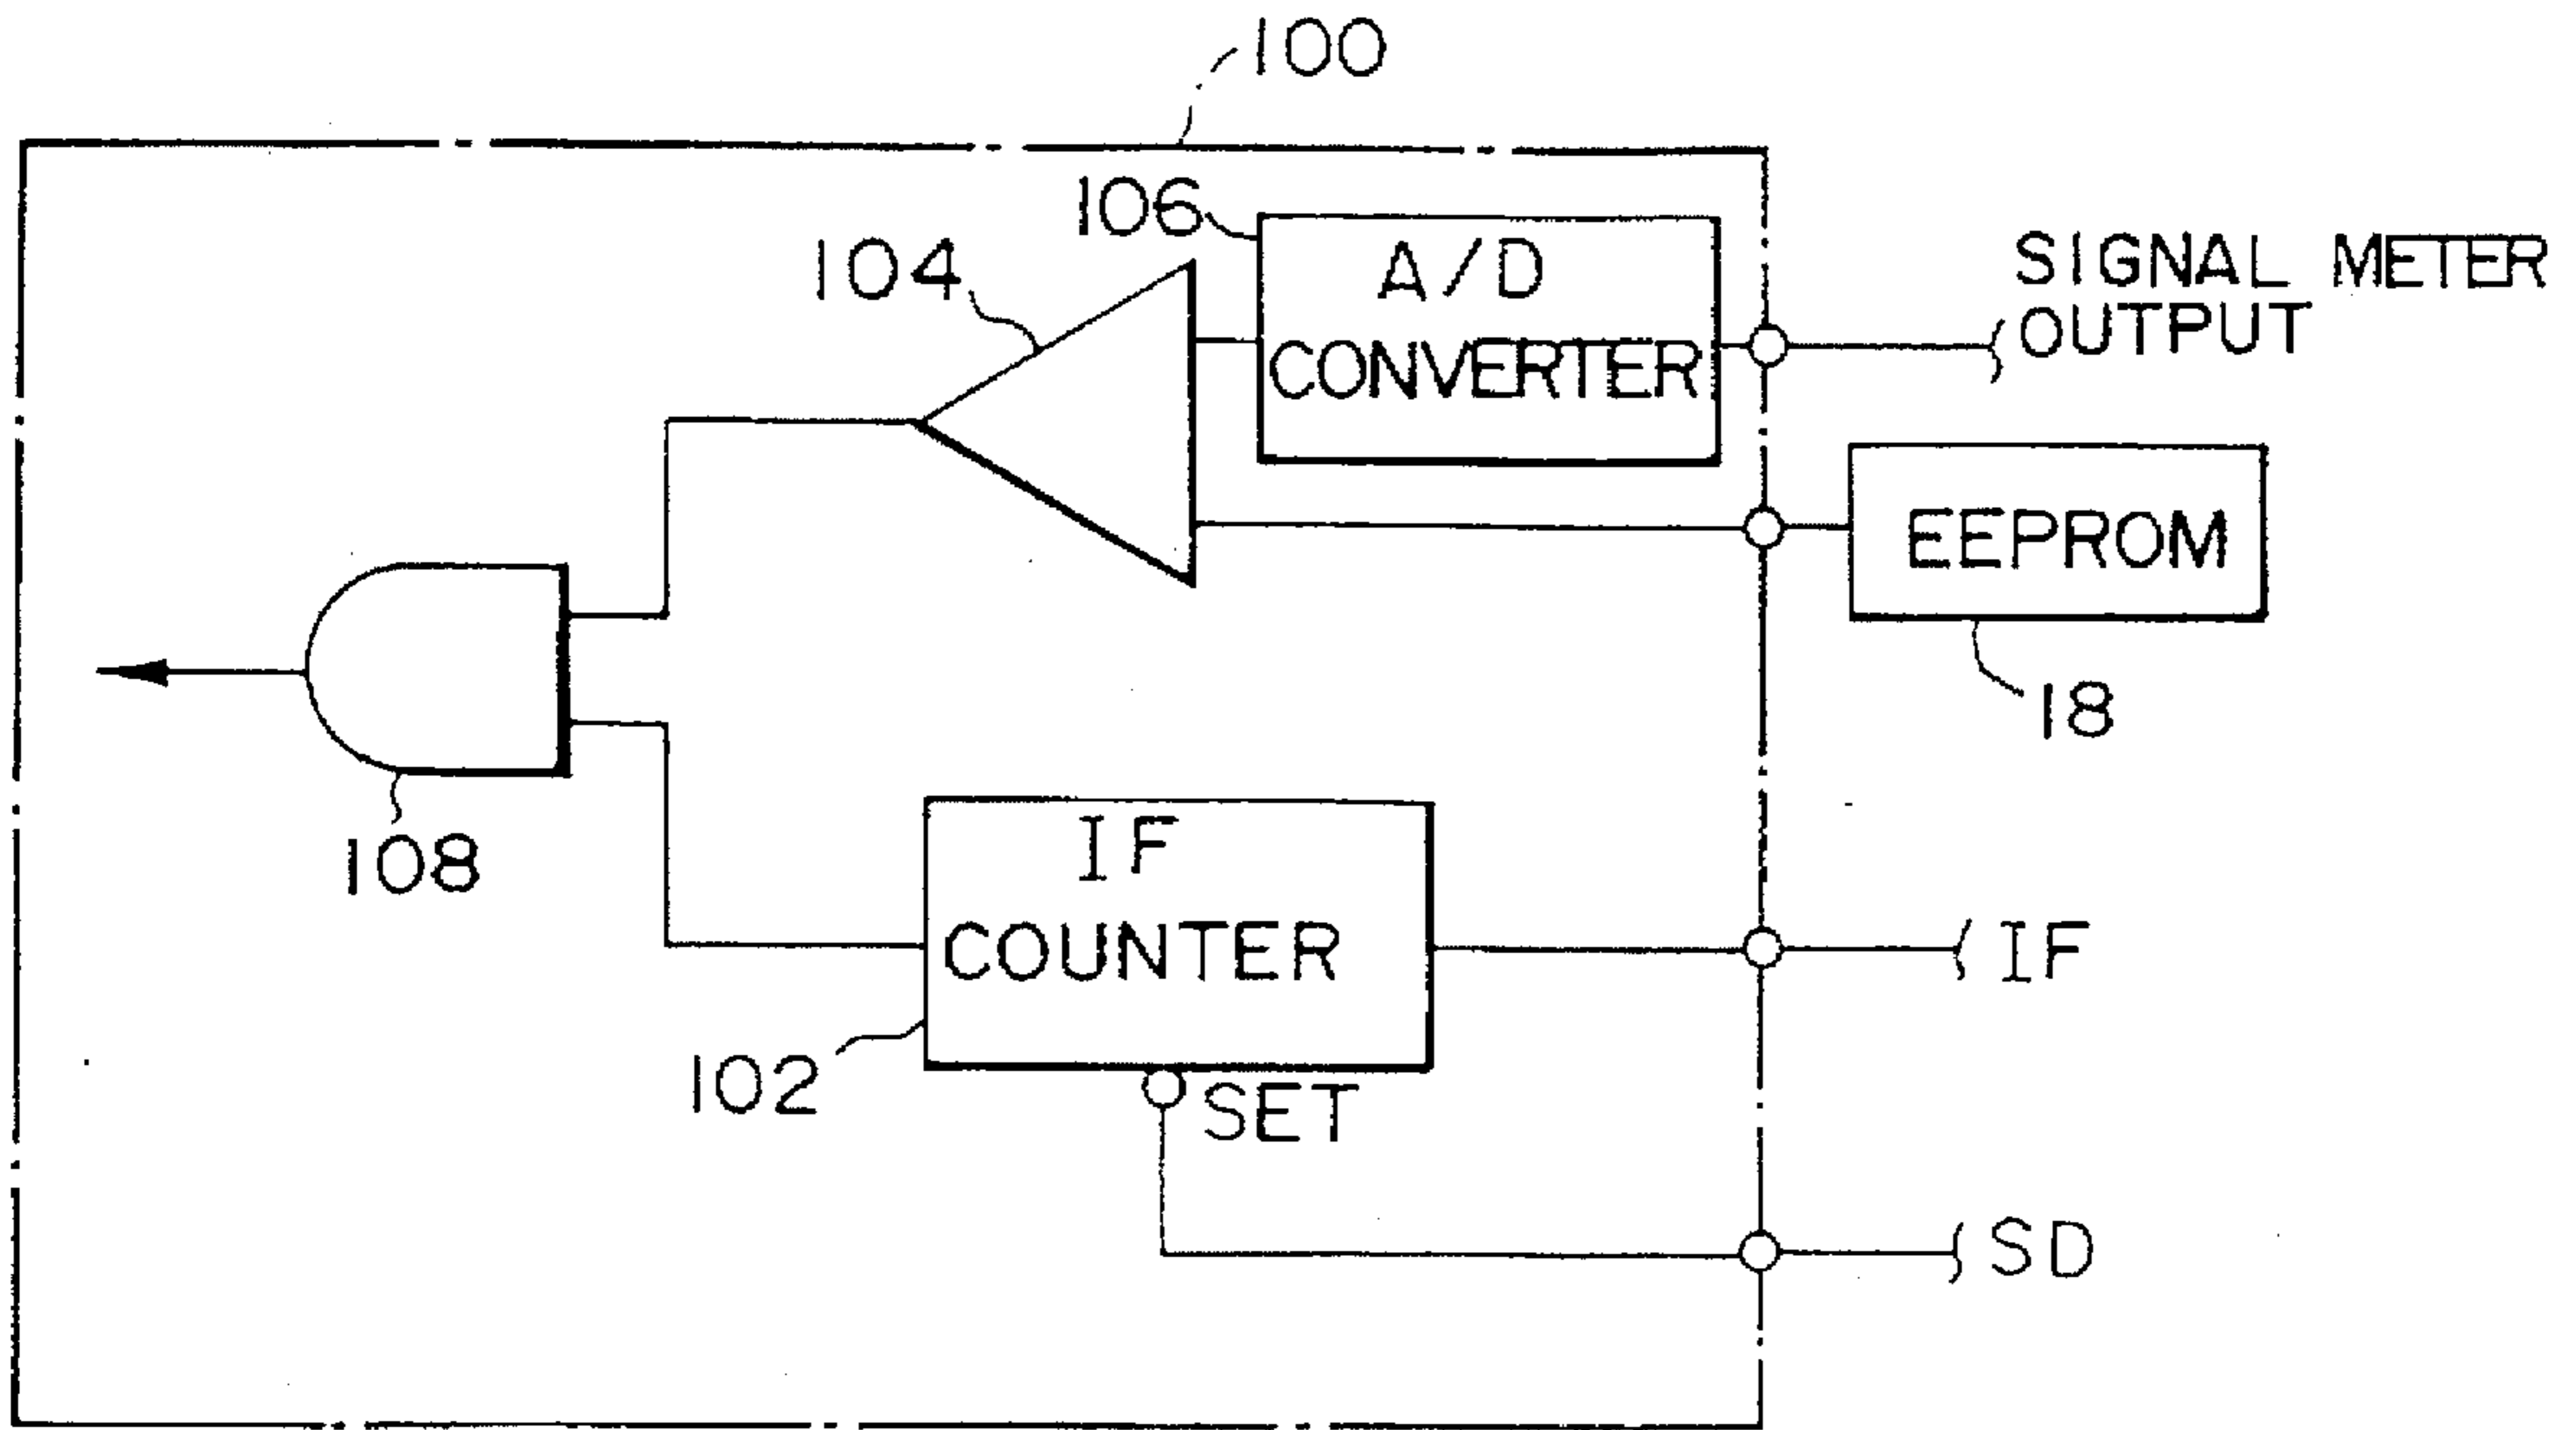 100
106
A/D
CONVERTER
SIGNAL METER
OUTPUT
104
EEPROM
18
108
IF
COUNTER
IF
102
SET
SD